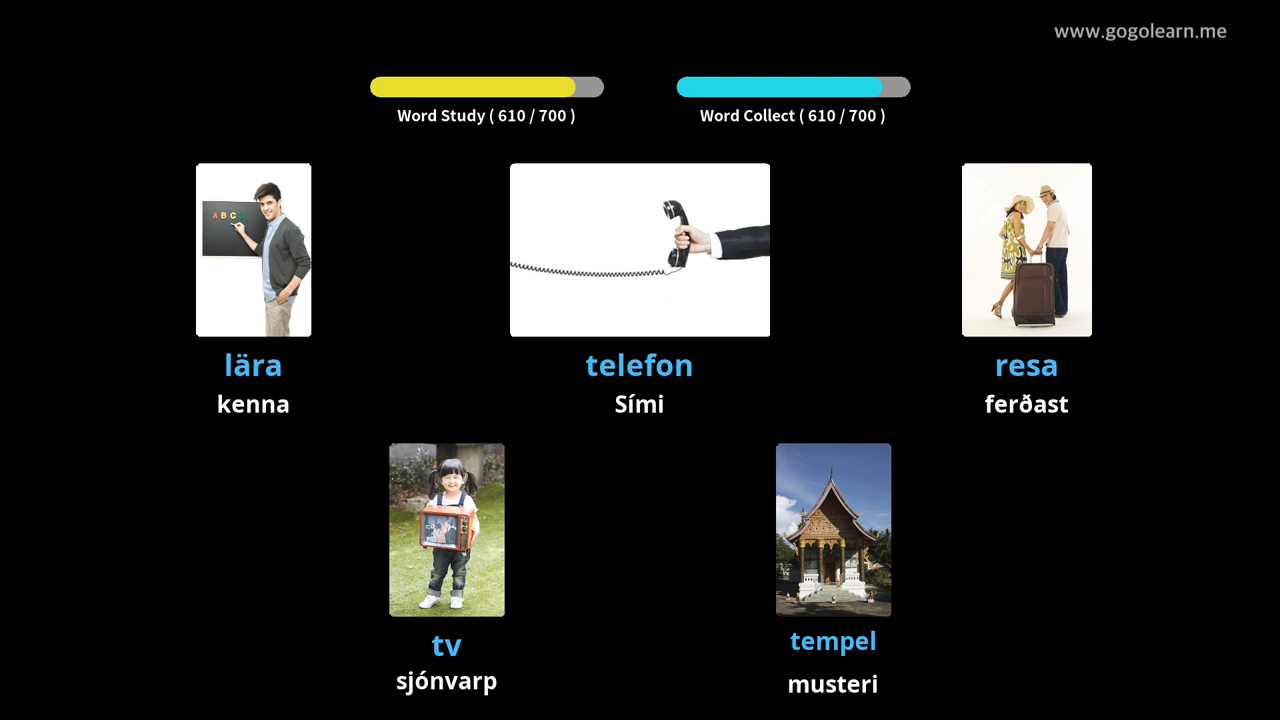 www.gogolearn.me
Word Study ( 610 / 700 )
Word Collect ( 610 / 700 )
A B C D
lära
telefon
resa
kenna
Sími
ferðast
tv
tempel
sjónvarp
musteri